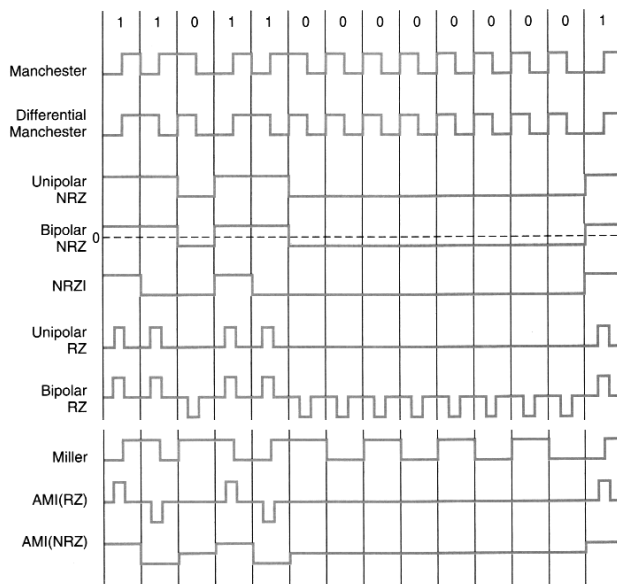 1 1 0 1 1 0 0 0 0 0 0 0 0 1
Manchester
Differential
Manchester
Unipolar
NRZ
Bipolar
0
NRZ
NRZI
Unipolar
RZ
Bipolar
RZ
Miller
AMI(RZ)
AMI(NRZ)